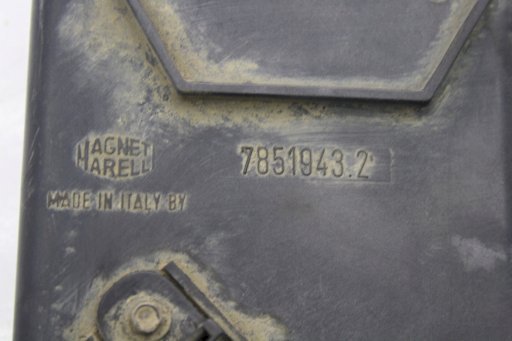 MAGNETI
MARELLI
7851943.2
MADE IN ITALY BY